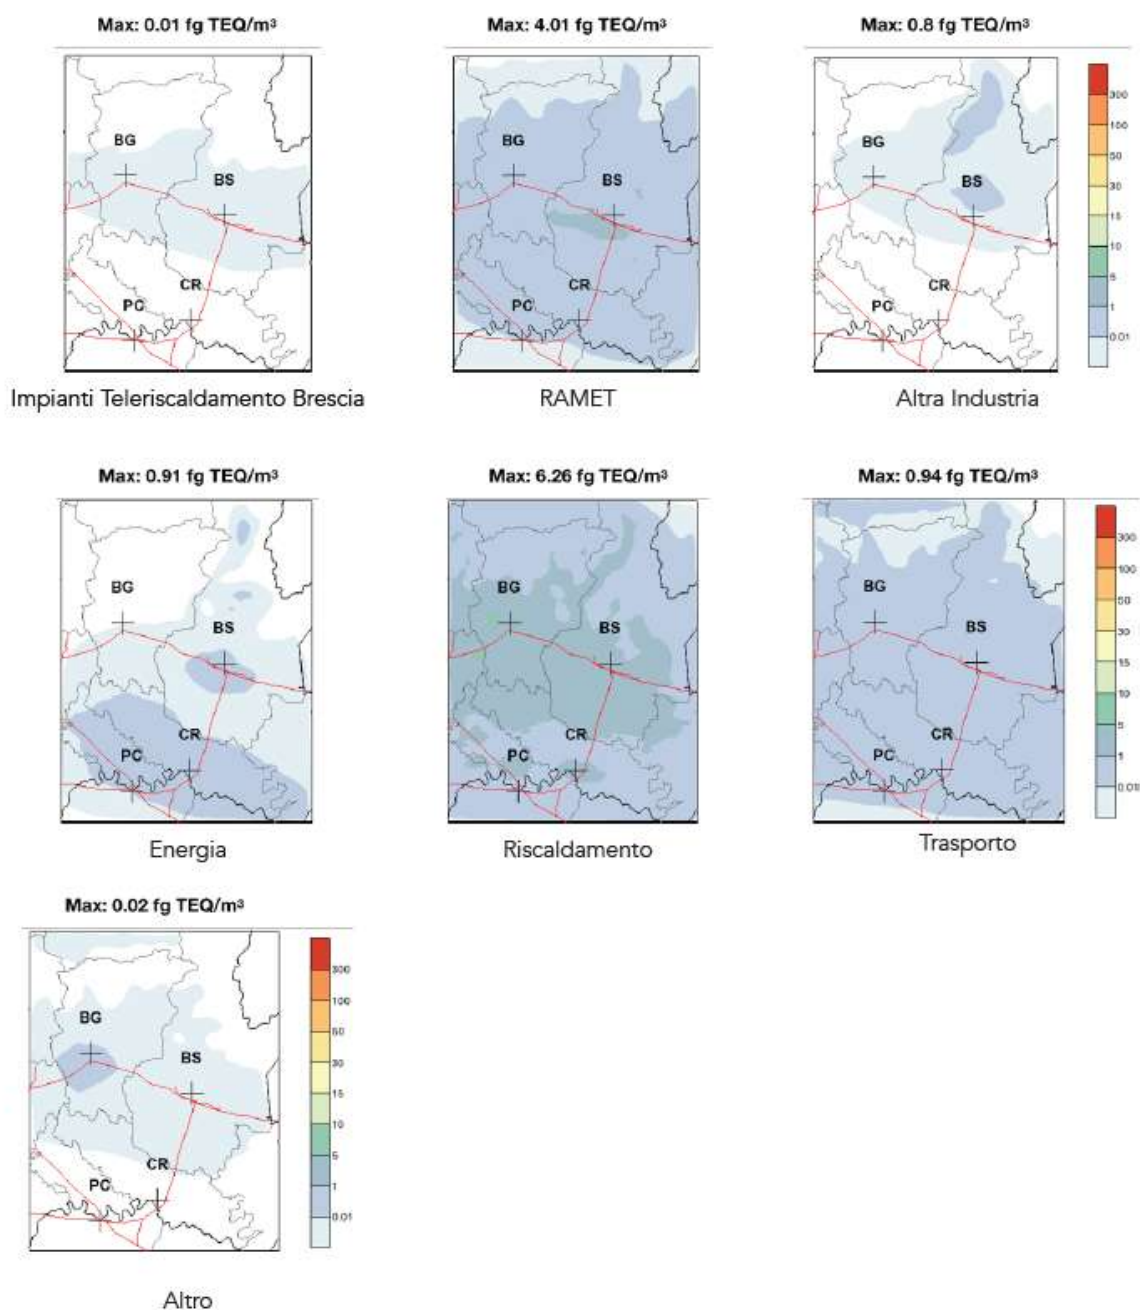 Max: 0.01 fg TEQ/m³ Max: 4.01 fg TEQ/m³ Max: 0.8 fg TEQ/m³
BG
BS
CR
PC
BG
BS
CR
PC
BG
BS
CR
PC
300
100
50
30
15
10
5
1
0.01
Impianti Teleriscaldamento Brescia RAMET Altra Industria
Max: 0.91 fg TEQ/m³ Max: 6.26 fg TEQ/m³ Max: 0.94 fg TEQ/m³
BG
BS
CR
PC
BG
BS
CR
PC
BG
BS
CR
PC
300
100
50
30
15
10
5
1
0.01
Energia Riscaldamento Trasporto
Max: 0.02 fg TEQ/m³
BG
BS
CR
PC
300
100
50
30
15
10
5
1
0.01
Altro